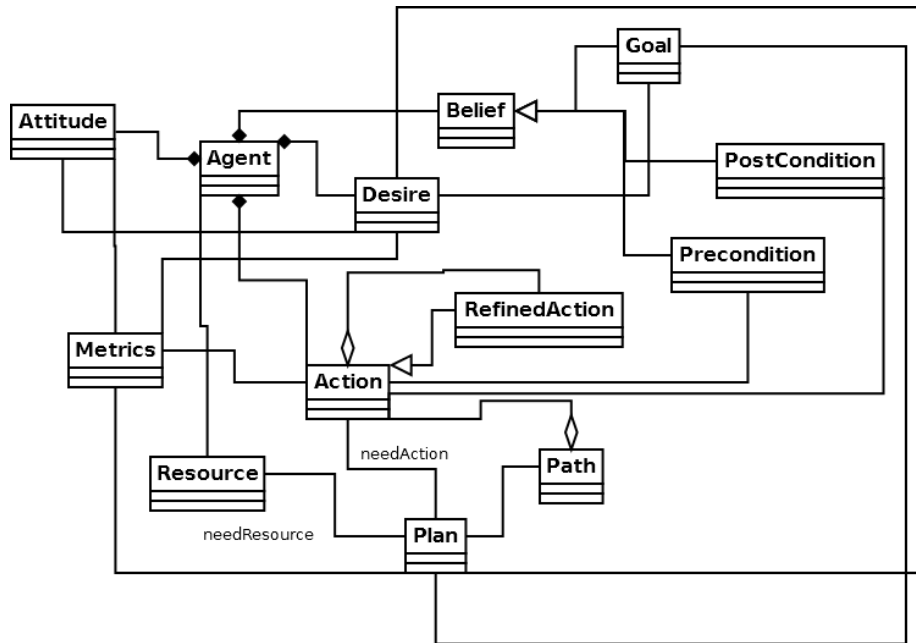 Goal
Belief
Attitude
Agent
PostCondition
Desire
Precondition
RefinedAction
Metrics
Action
needAction
Resource
Path
needResource
Plan